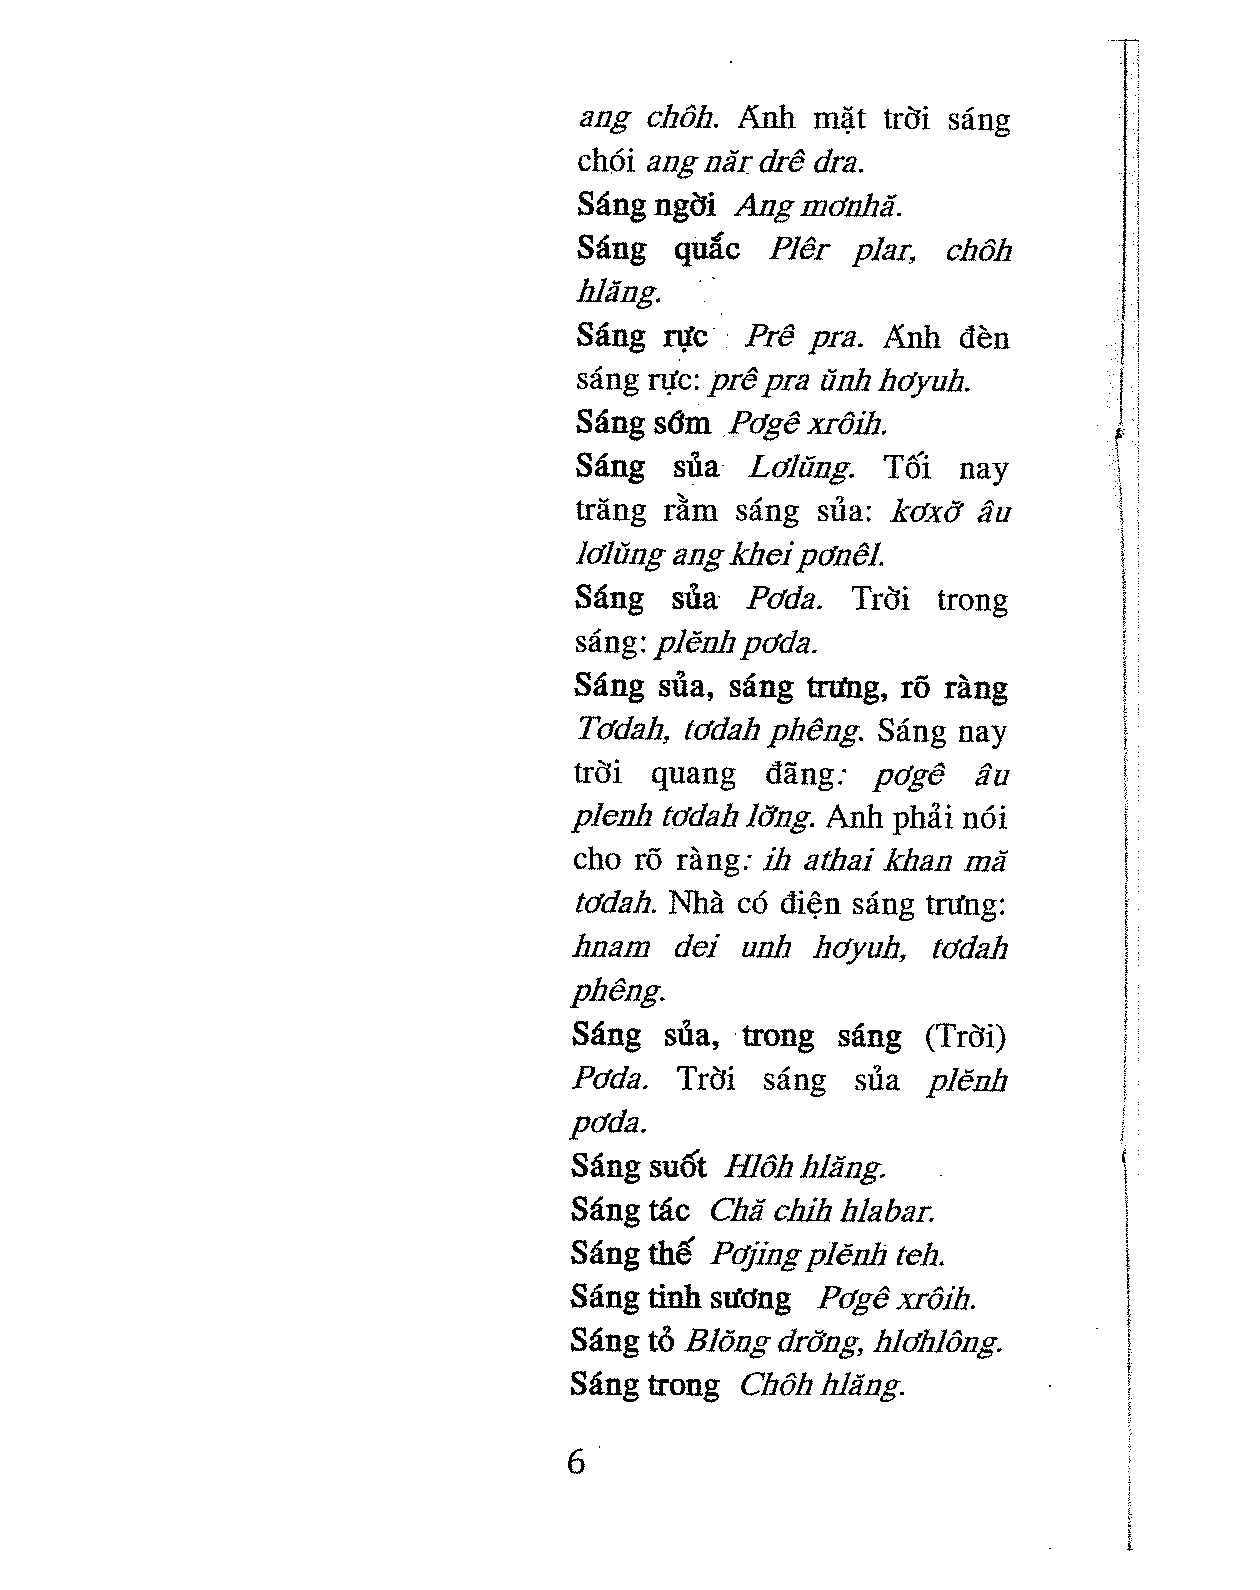 ang chôh. Ánh mặt trời sáng
chói ang năr drê dra.
Sáng ngời Ang mơnhă.
Sáng quắc Plêr plar, chôh
hlăng.
Sáng rực Prê pra. Ánh đèn
sáng rực: prê pra ŭnh hơyuh.
Sáng sớm Pơgê xrôih.
Sáng sủa Lơlŭng. Tối nay
trăng rằm sáng sủa: kơxơ̆ âu
lơlŭng ang khei pơnêl.
Sáng sủa Pơda. Trời trong
sáng: plĕnh pơda.
Sáng sủa, sáng trưng, rõ ràng
Tơdah, tơdah phêng. Sáng nay
trời quang đãng: pơgê âu
plenh tơdah lơ̆ng. Anh phải nói
cho rõ ràng: ih athai khan mă
tơdah. Nhà có điện sáng trưng:
hnam dei unh hơyuh, tơdah
phêng.
Sáng sủa, trong sáng (Trời)
Pơda. Trời sáng sủa plĕnh
pơda.
Sáng suốt Hlôh hlăng.
Sáng tác Chă chih hlabar.
Sáng thế Pơjing plĕnh teh.
Sáng tinh sương Pơgê xrôih.
Sáng tỏ Blŏng drơ̆ng, hlơhlông.
Sáng trong Chôh hlăng.
6